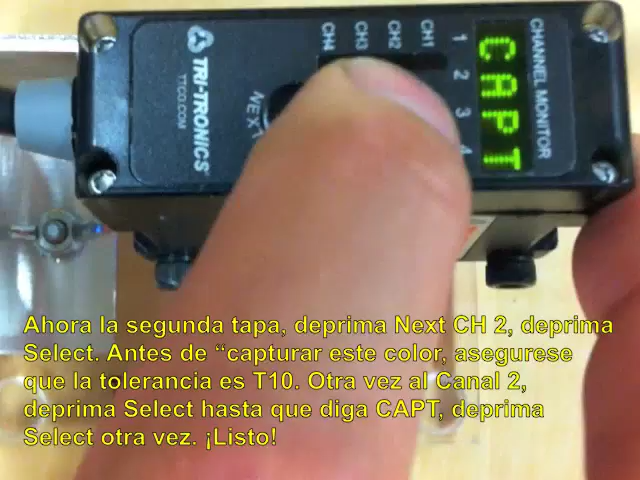 Ahora la segunda tapa, deprima Next CH 2, deprima
Select. Antes de “capturar este color, asegurese
que la tolerancia es T10. Otra vez al Canal 2,
deprima Select hasta que diga CAPT, deprima
Select otra vez. ¡Listo!
CHANNEL MONITOR
CAPT
1 2 3 4
CH1
CH2
CH3
CH4
NEXT
TRI-TRONICS
TTCO.COM